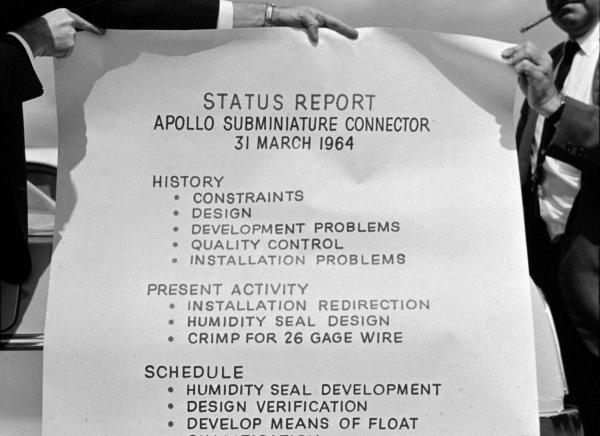 STATUS REPORT
APOLLO SUBMINIATURE CONNECTOR
31 MARCH 1964
HISTORY
• CONSTRAINTS
• DESIGN
• DEVELOPMENT PROBLEMS
• QUALITY CONTROL
• INSTALLATION PROBLEMS
PRESENT ACTIVITY
• INSTALLATION REDIRECTION
• HUMIDITY SEAL DESIGN
• CRIMP FOR 26 GAGE WIRE
SCHEDULE
• HUMIDITY SEAL DEVELOPMENT
• DESIGN VERIFICATION
• DEVELOP MEANS OF FLOAT